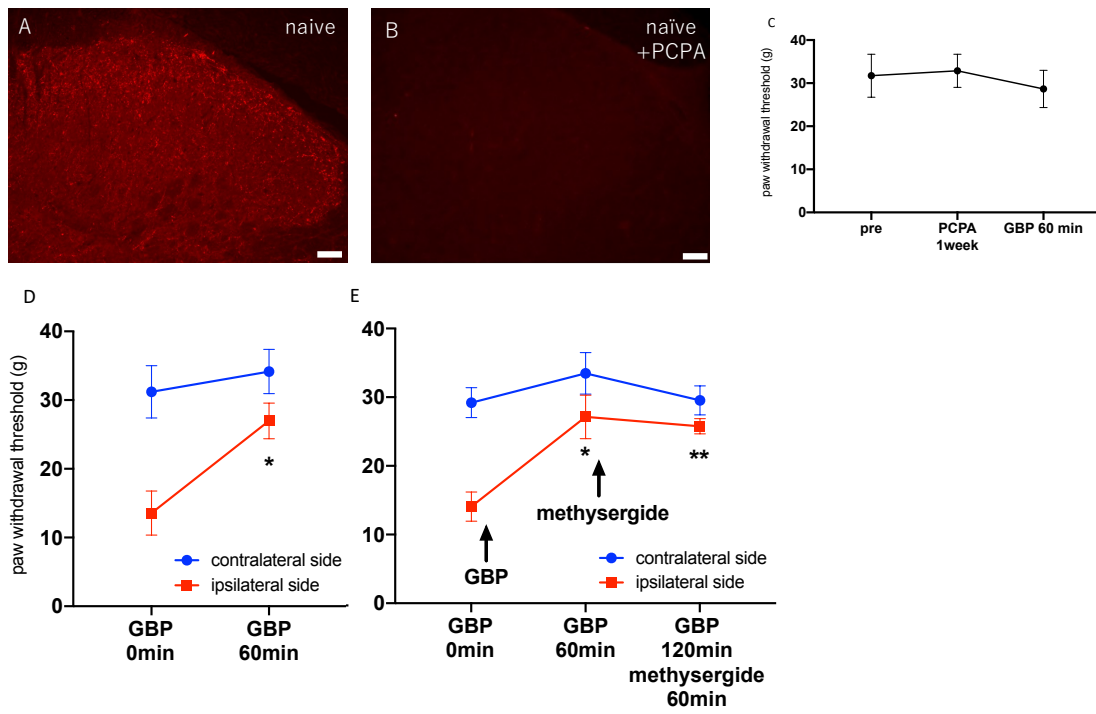 A
naive
B
naïve
+PCPA
C
paw withdrawal threshold (g)
40
30
20
10
0
pre
PCPA
1week
GBP 60 min
D
paw withdrawal threshold (g)
40
30
20
10
0
*
contralateral side
ipsilateral side
GBP
0min
GBP
60min
E
40
30
20
10
0
*
**
methysergide
GBP
contralateral side
ipsilateral side
GBP
0min
GBP
60min
GBP
120min
methysergide
60min